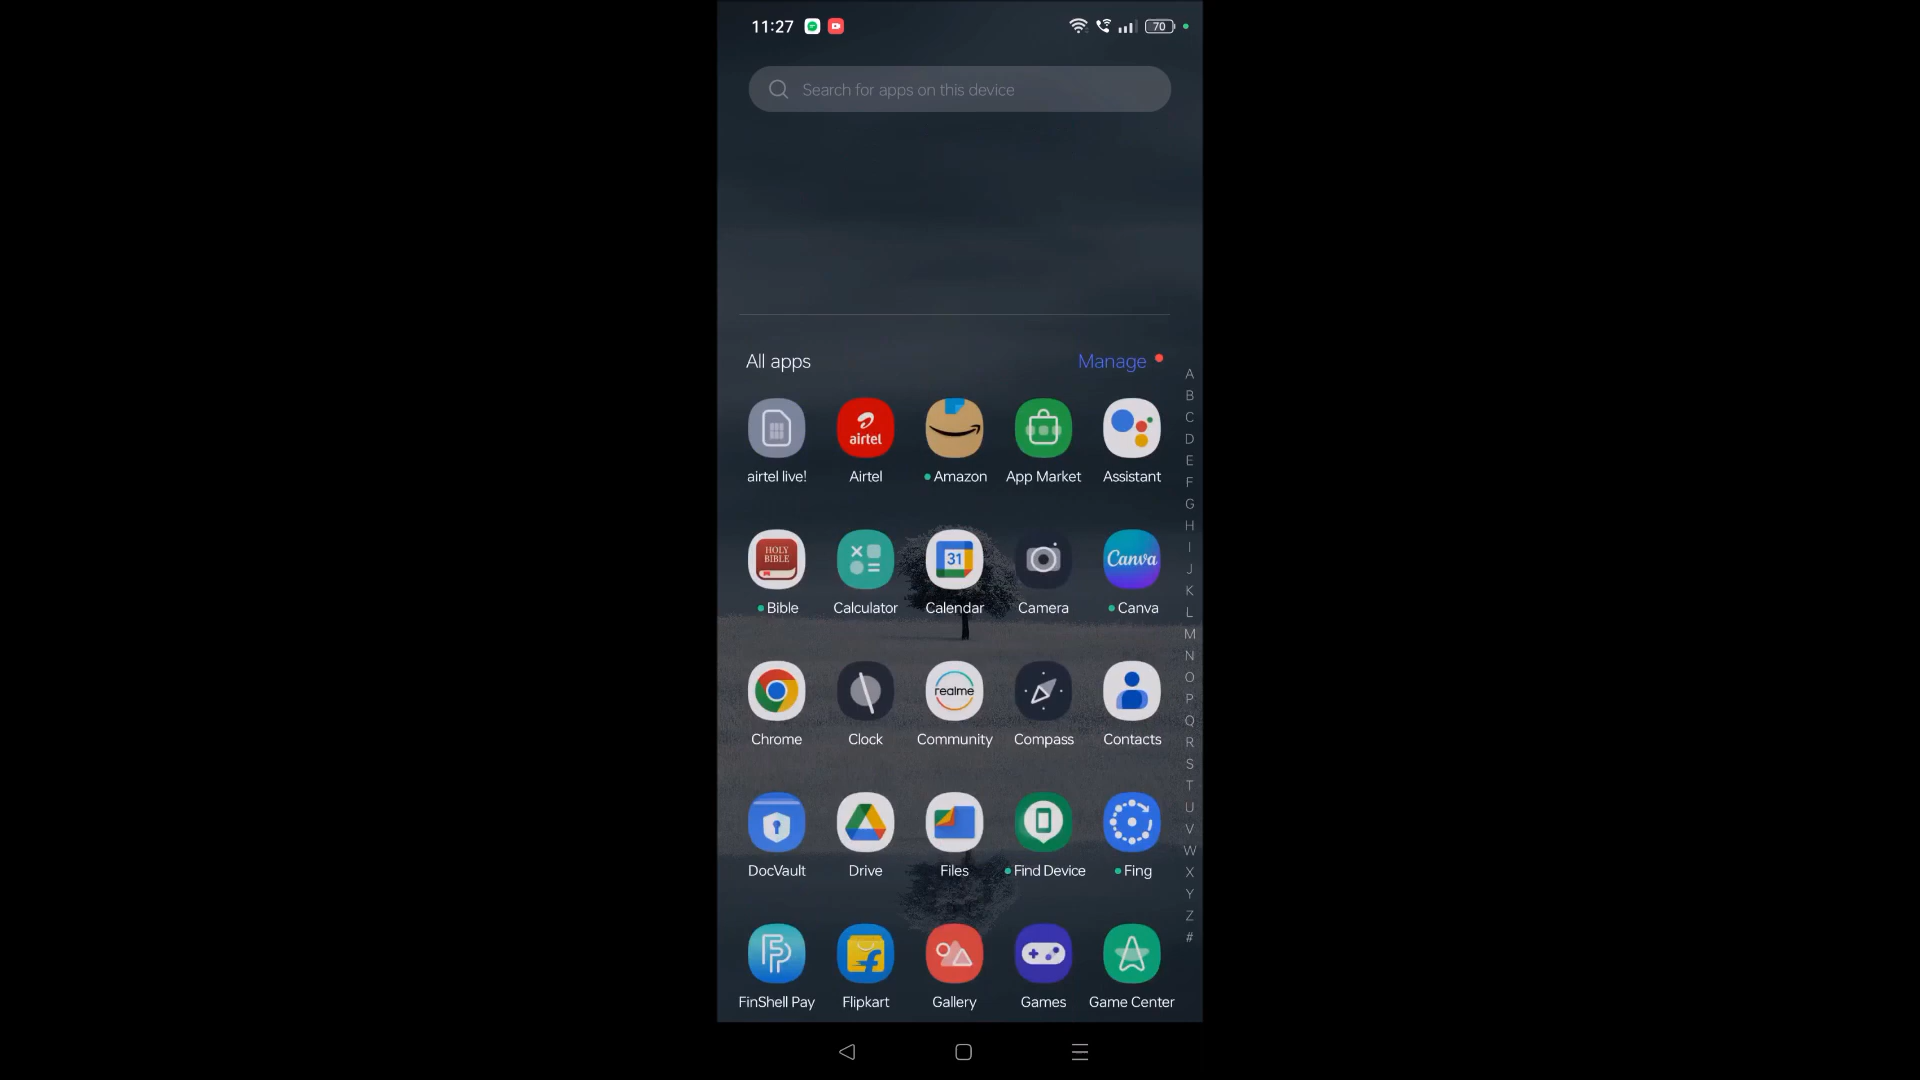 11:27 70
Search for apps on this device
All apps Manage
airtel
airtel live! Airtel Amazon App Market Assistant
HOLY BIBLE 31 Canva
Bible Calculator Calendar Camera Canva
realme
Chrome Clock Community Compass Contacts
DocVault Drive Files Find Device Fing
FinShell Pay Flipkart Gallery Games Game Center
A
B
C
D
E
F
G
H
I
J
K
L
M
N
O
P
Q
R
S
T
U
V
W
X
Y
Z
#